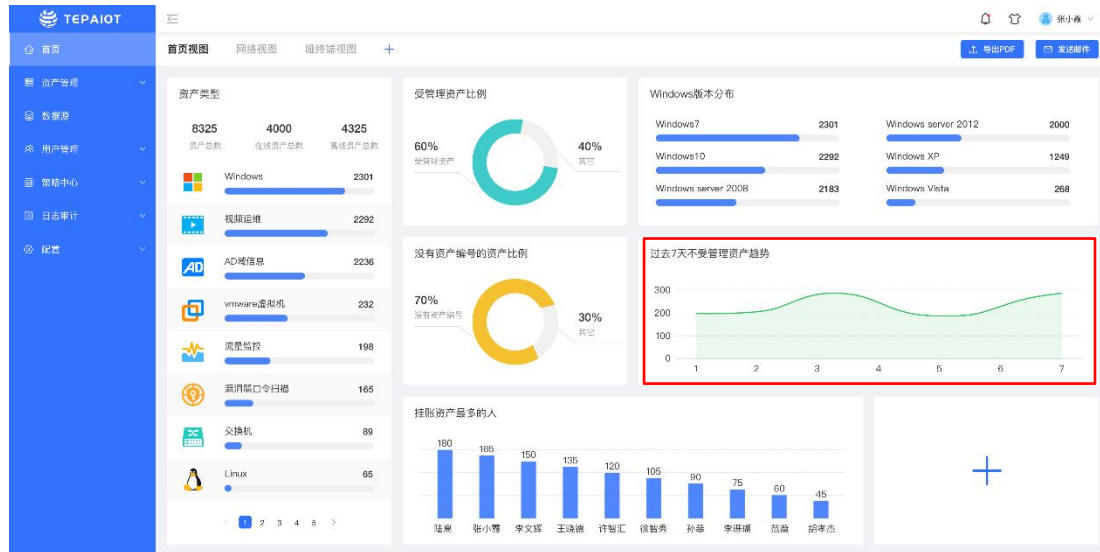 TEPAIOT
张小霞
首页
资产管理
数据源
用户管理
策略中心
日志审计
配置
首页视图 网络视图 哑终端视图 +
导出PDF 发送邮件
资产类型
8325 4000 4325
资产总数 在线资产总数 离线资产总数
Windows 2301
视频运维 2292
AD域信息 2236
vmware虚拟机 232
流星监控 198
漏洞弱口令扫描 165
交换机 89
Linux 65
1 2 3 4 5
受管理资产比例
60%
受管理资产
40%
其它
Windows版本分布
Windows7 2301
Windows server 2012 2000
Windows10 2292
Windows XP 1249
Windows server 2008 2183
Windows Vista 268
没有资产编号的资产比例
70%
没有资产编号
30%
其它
过去7天不受管理资产趋势
300
200
100
0
1 2 3 4 5 6 7
挂账资产最多的人
180 165 150 135 120 105 90 75 60 45
陆离 张小霞 李文辉 王晓德 许智汇 徐智秀 孙菲 李珊瑚 范薇 胡孝杰